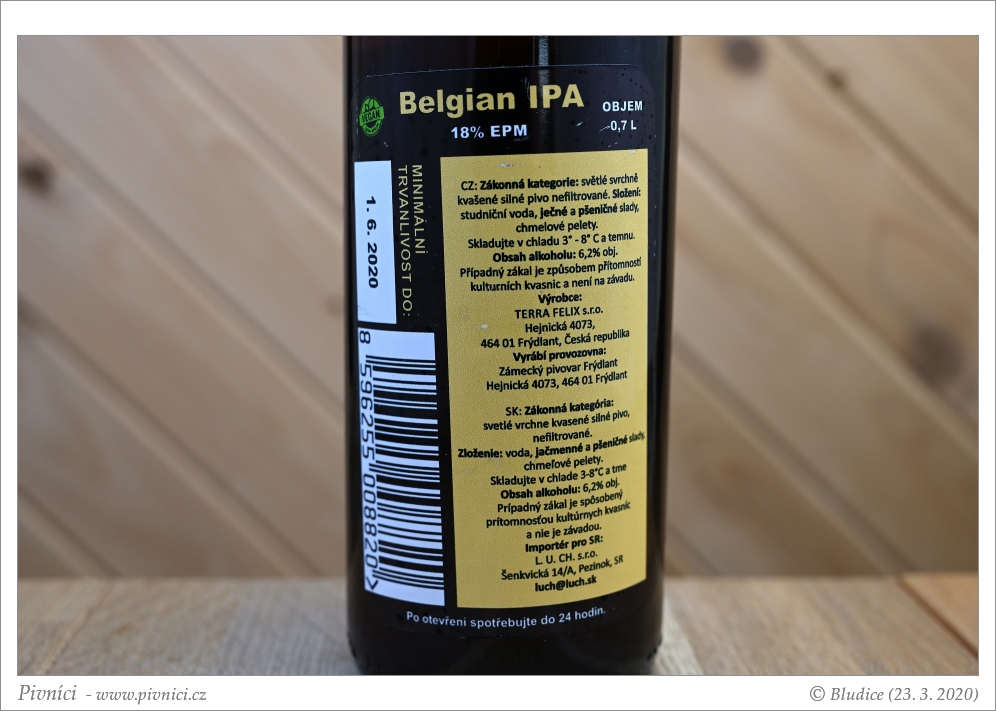 VEGAN
Belgian IPA
18% EPM
OBJEM
0,7 L
MINIMÁLNÍ
TRVANLIVOST DO:
1. 6. 2020
8 596255 008820>
CZ: Zákonná kategorie: světlé svrchně
kvašené silné pivo nefiltrované. Složení:
studniční voda, ječné a pšeničné slady,
chmelové pelety.
Skladujte v chladu 3° - 8° C a temnu.
Obsah alkoholu: 6,2% obj.
Případný zákal je způsobem přítomností
kulturních kvasnic a není na závadu.
Výrobce:
TERRA FELIX s.r.o.
Hejnická 4073,
464 01 Frýdlant, Česká republika
Vyrábí provozovna:
Zámecký pivovar Frýdlant
Hejnická 4073, 464 01 Frýdlant
SK: Zákonná kategória:
svetlé vrchne kvasené silné pivo,
nefiltrované.
Zloženie: voda, jačmenné a pšeničné slady,
chmeľové pelety.
Skladujte v chlade 3-8°C a tme
Obsah alkoholu: 6,2% obj.
Prípadný zákal je spôsobený
prítomnosťou kultúrnych kvasníc
a nie je závadou.
Importér pro SR:
L. U. CH. s.r.o.
Šenkvická 14/A, Pezinok, SR
luch@luch.sk
Po otevření spotřebujte do 24 hodin.
Pivníci - www.pivnici.cz
© Bludice (23. 3. 2020)